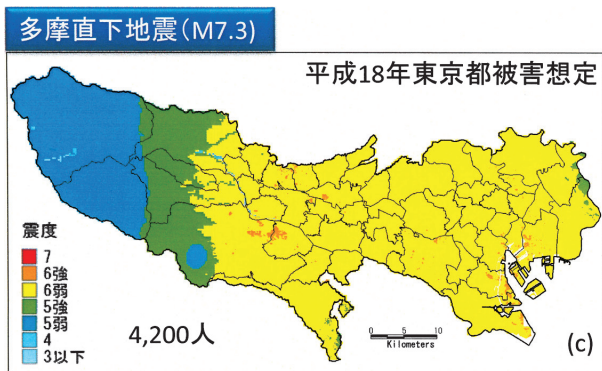 多摩直下地震(M7.3)
平成18年東京都被害想定
震度
7
6強
6弱
5強
5弱
4
3以下
4,200人
0 5 10
Kilometers
(c)